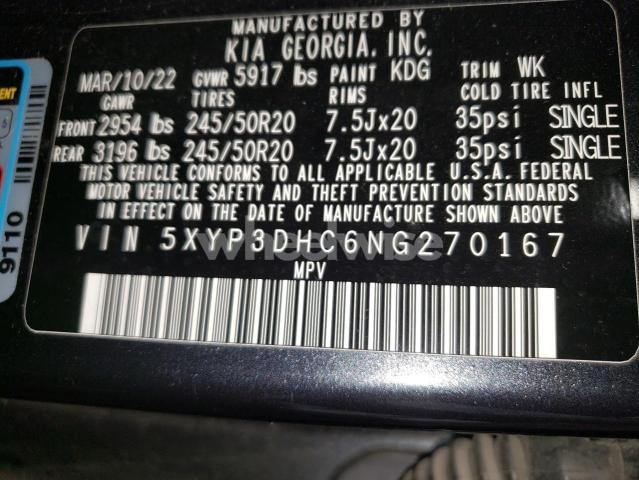 MANUFACTURED BY
KIA GEORGIA, INC.
MAR/10/22 GVWR 5917 lbs PAINT KDG TRIM WK
GAWR TIRES RIMS COLD TIRE INFL
FRONT 2954 lbs 245/50R20 7.5Jx20 35psi SINGLE
REAR 3196 lbs 245/50R20 7.5Jx20 35psi SINGLE
THIS VEHICLE CONFORMS TO ALL APPLICABLE U.S.A. FEDERAL
MOTOR VEHICLE SAFETY AND THEFT PREVENTION STANDARDS
IN EFFECT ON THE DATE OF MANUFACTURE SHOWN ABOVE
VIN 5XYP3DHC6NG270167
MPV
wheelwise
9110